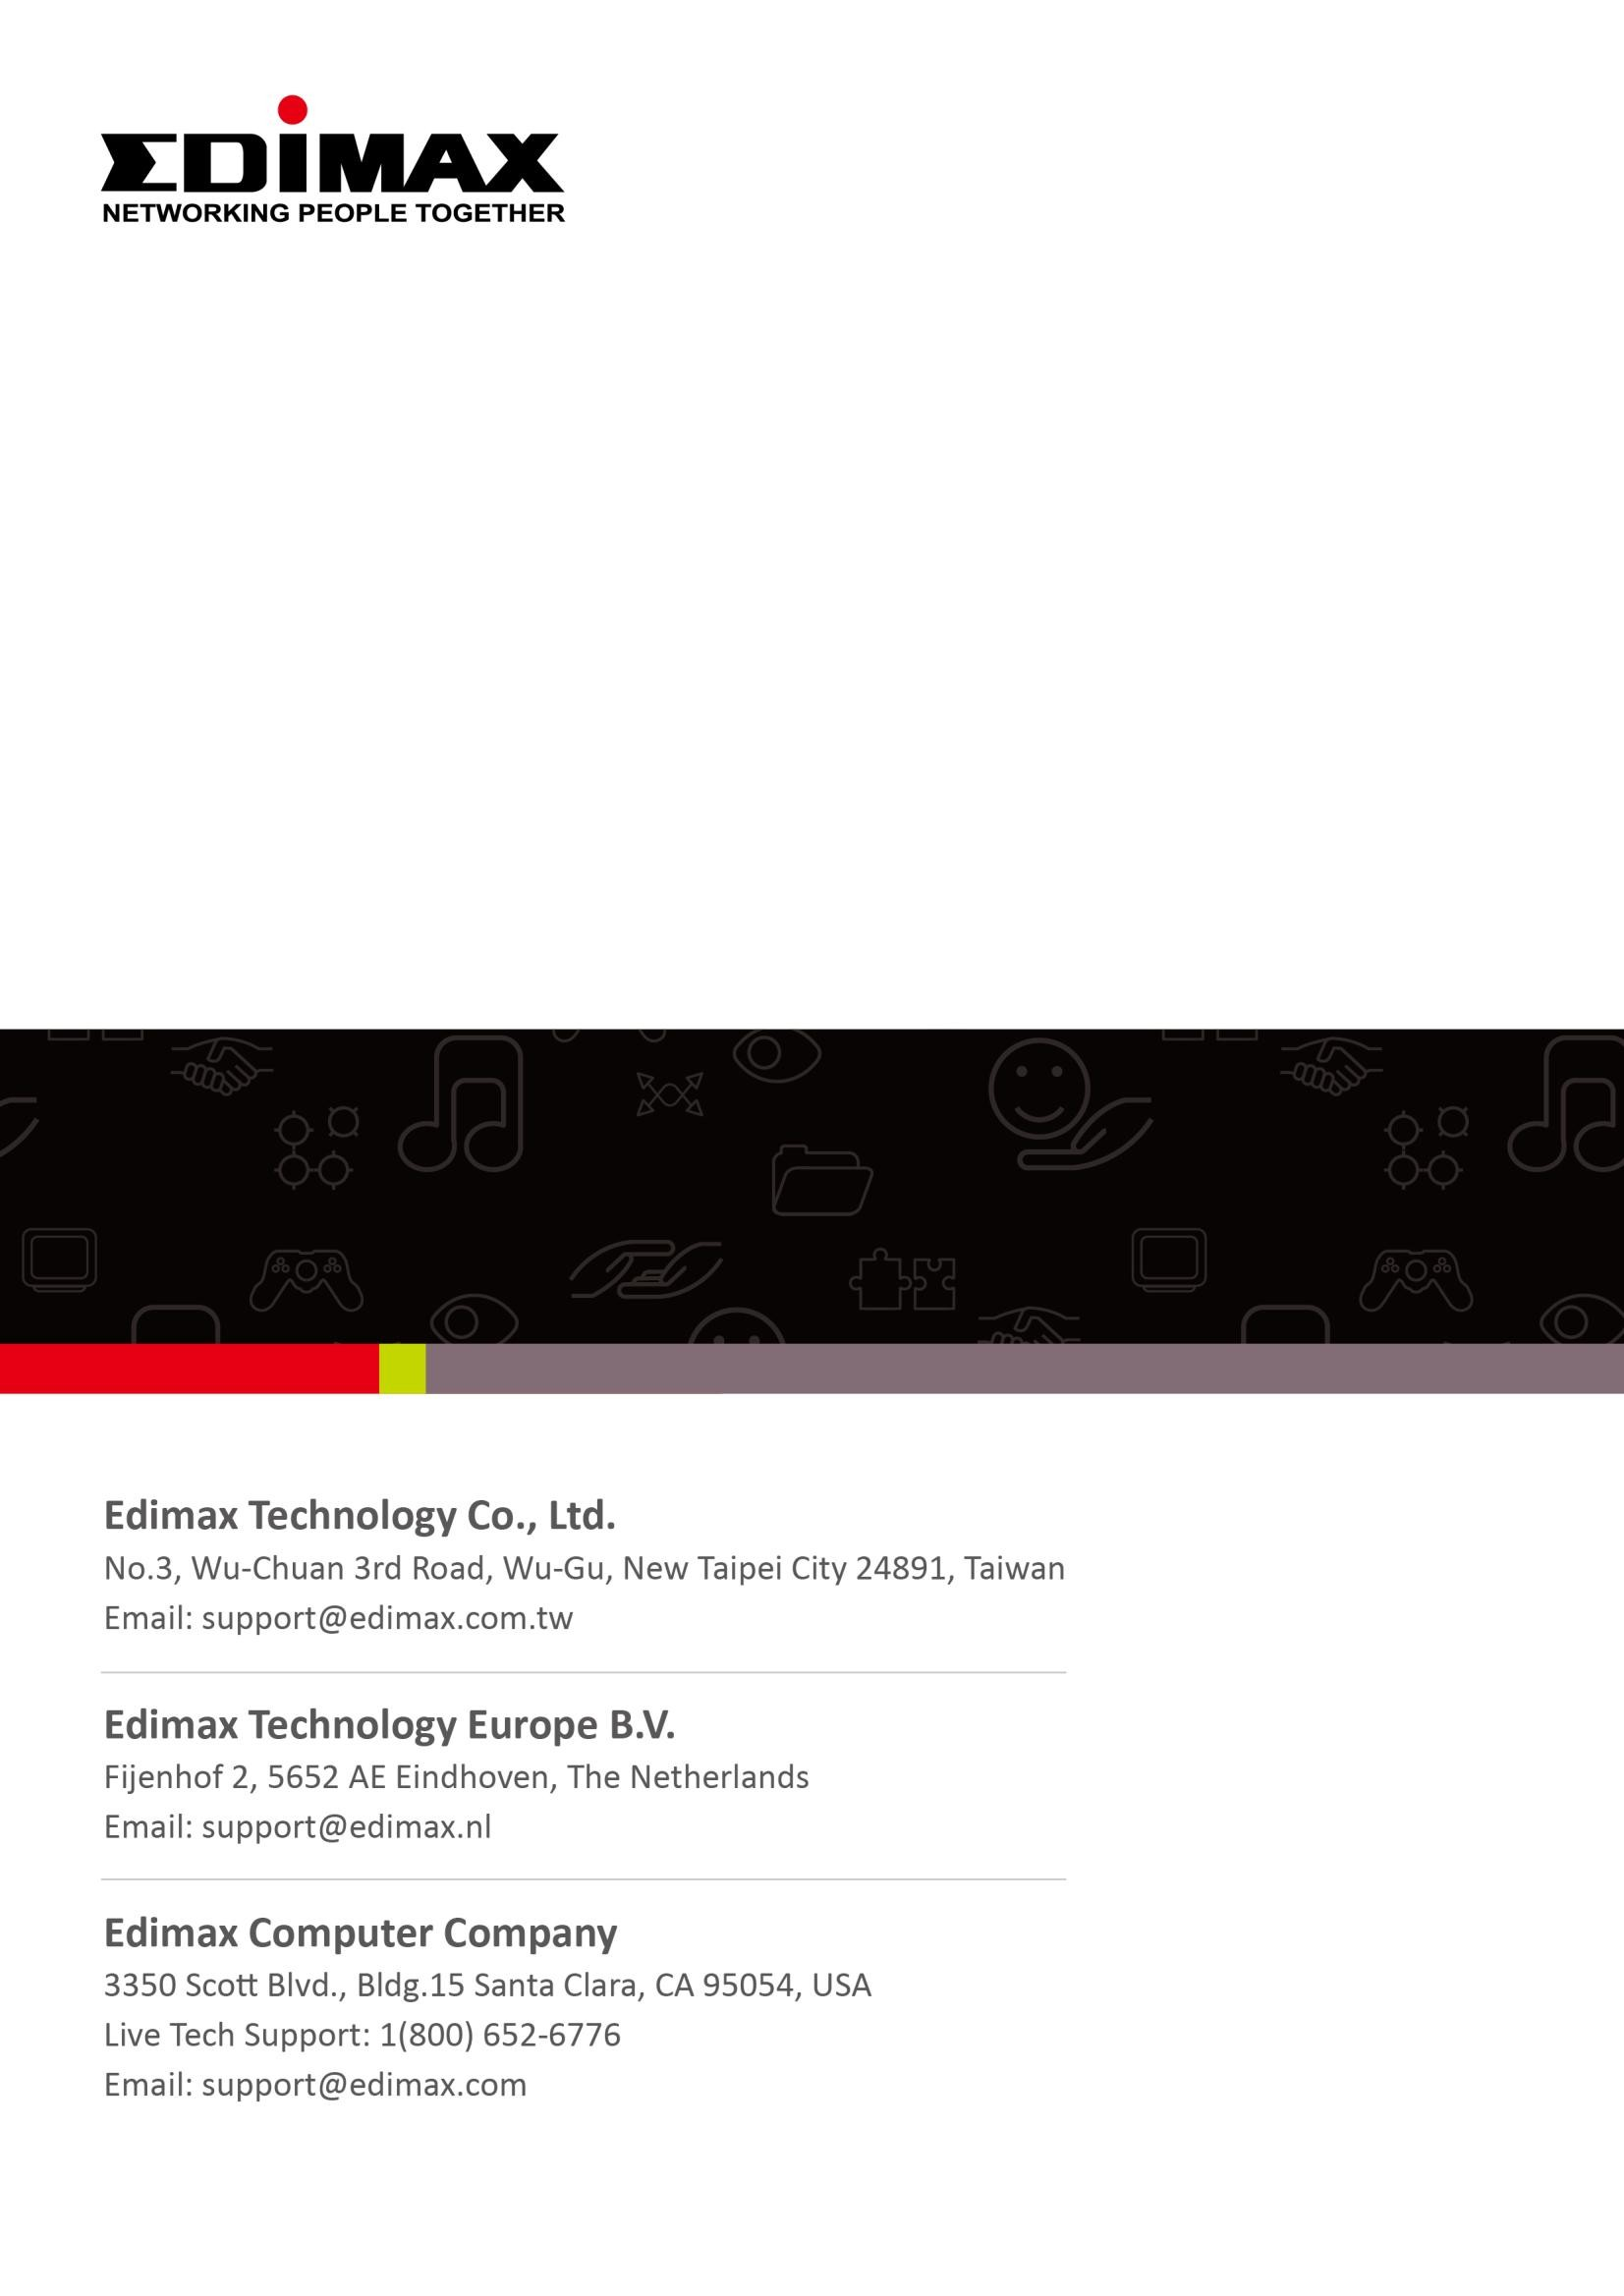 EDiMAX
NETWORKING PEOPLE TOGETHER
Edimax Technology Co., Ltd.
No.3, Wu-Chuan 3rd Road, Wu-Gu, New Taipei City 24891, Taiwan
Email: support@edimax.com.tw
Edimax Technology Europe B.V.
Fijenhof 2, 5652 AE Eindhoven, The Netherlands
Email: support@edimax.nl
Edimax Computer Company
3350 Scott Blvd., Bldg.15 Santa Clara, CA 95054, USA
Live Tech Support: 1(800) 652-6776
Email: support@edimax.com